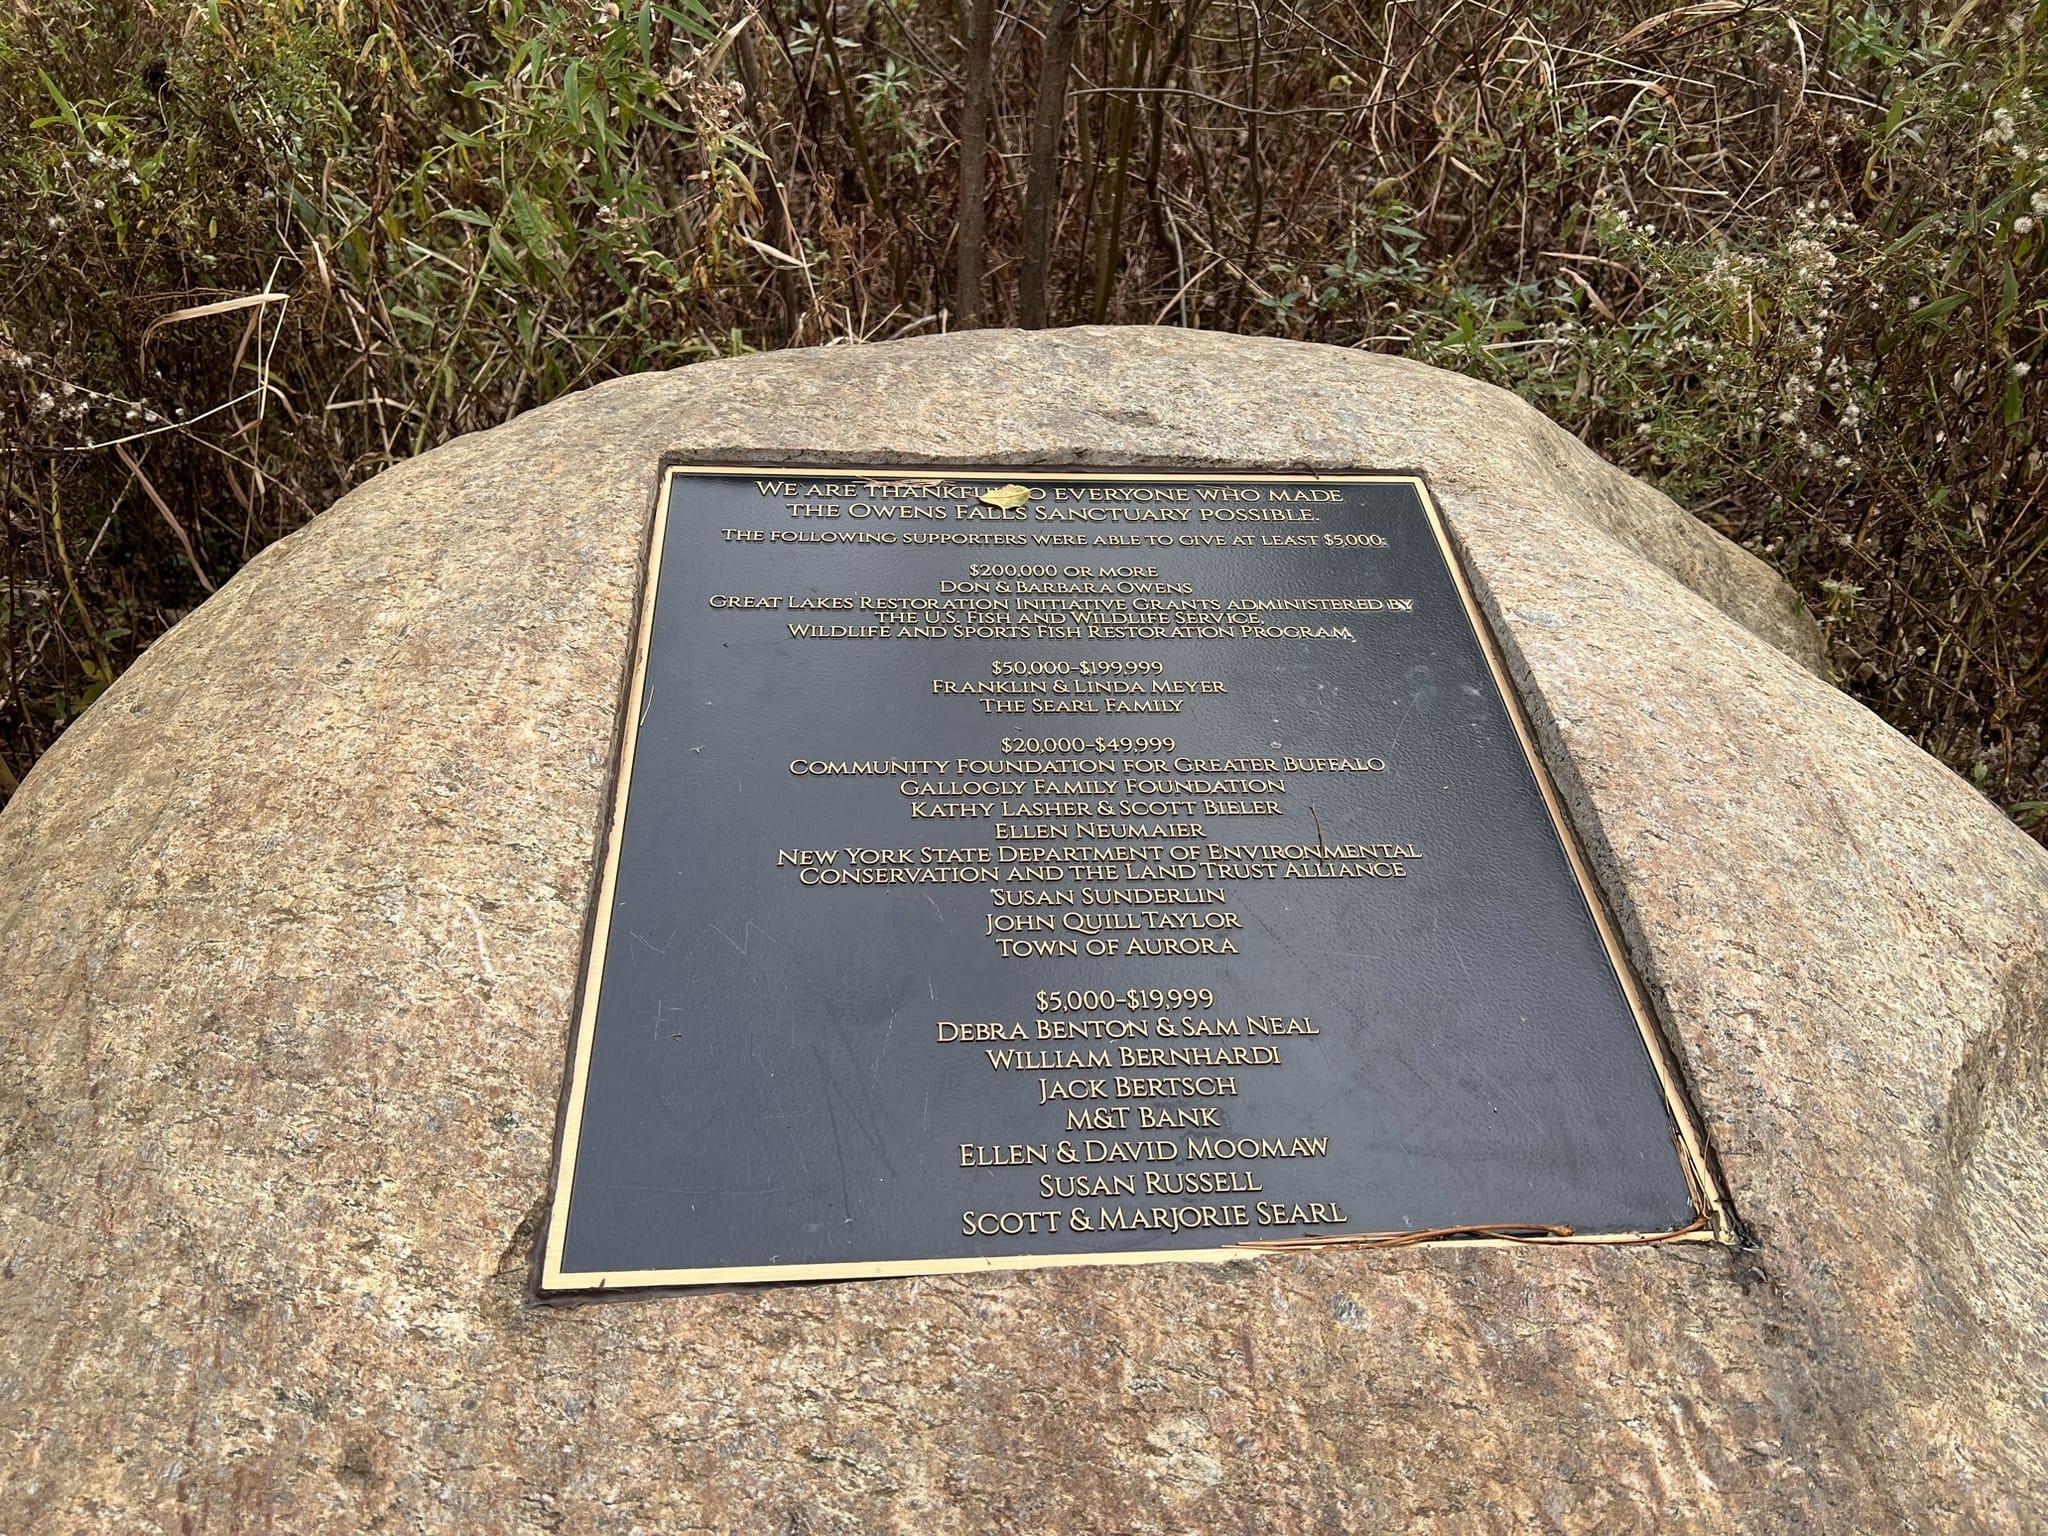 WE ARE THANKFUL TO EVERYONE WHO MADE
THE OWENS FALLS SANCTUARY POSSIBLE.
THE FOLLOWING SUPPORTERS WERE ABLE TO GIVE AT LEAST $5,000:
$200,000 OR MORE
DON & BARBARA OWENS
GREAT LAKES RESTORATION INITIATIVE GRANTS ADMINISTERED BY
THE U.S. FISH AND WILDLIFE SERVICE,
WILDLIFE AND SPORTS FISH RESTORATION PROGRAM,
$50,000-$199,999
FRANKLIN & LINDA MEYER
THE SEARL FAMILY
$20,000-$49,999
COMMUNITY FOUNDATION FOR GREATER BUFFALO
GALLOGLY FAMILY FOUNDATION
KATHY LASHER & SCOTT BIELER
ELLEN NEUMAIER
NEW YORK STATE DEPARTMENT OF ENVIRONMENTAL
CONSERVATION AND THE LAND TRUST ALLIANCE
SUSAN SUNDERLIN
JOHN QUILL TAYLOR
TOWN OF AURORA
$5,000-$19,999
DEBRA BENTON & SAM NEAL
WILLIAM BERNHARDI
JACK BERTSCH
M&T BANK
ELLEN & DAVID MOOMAW
SUSAN RUSSELL
SCOTT & MARJORIE SEARL